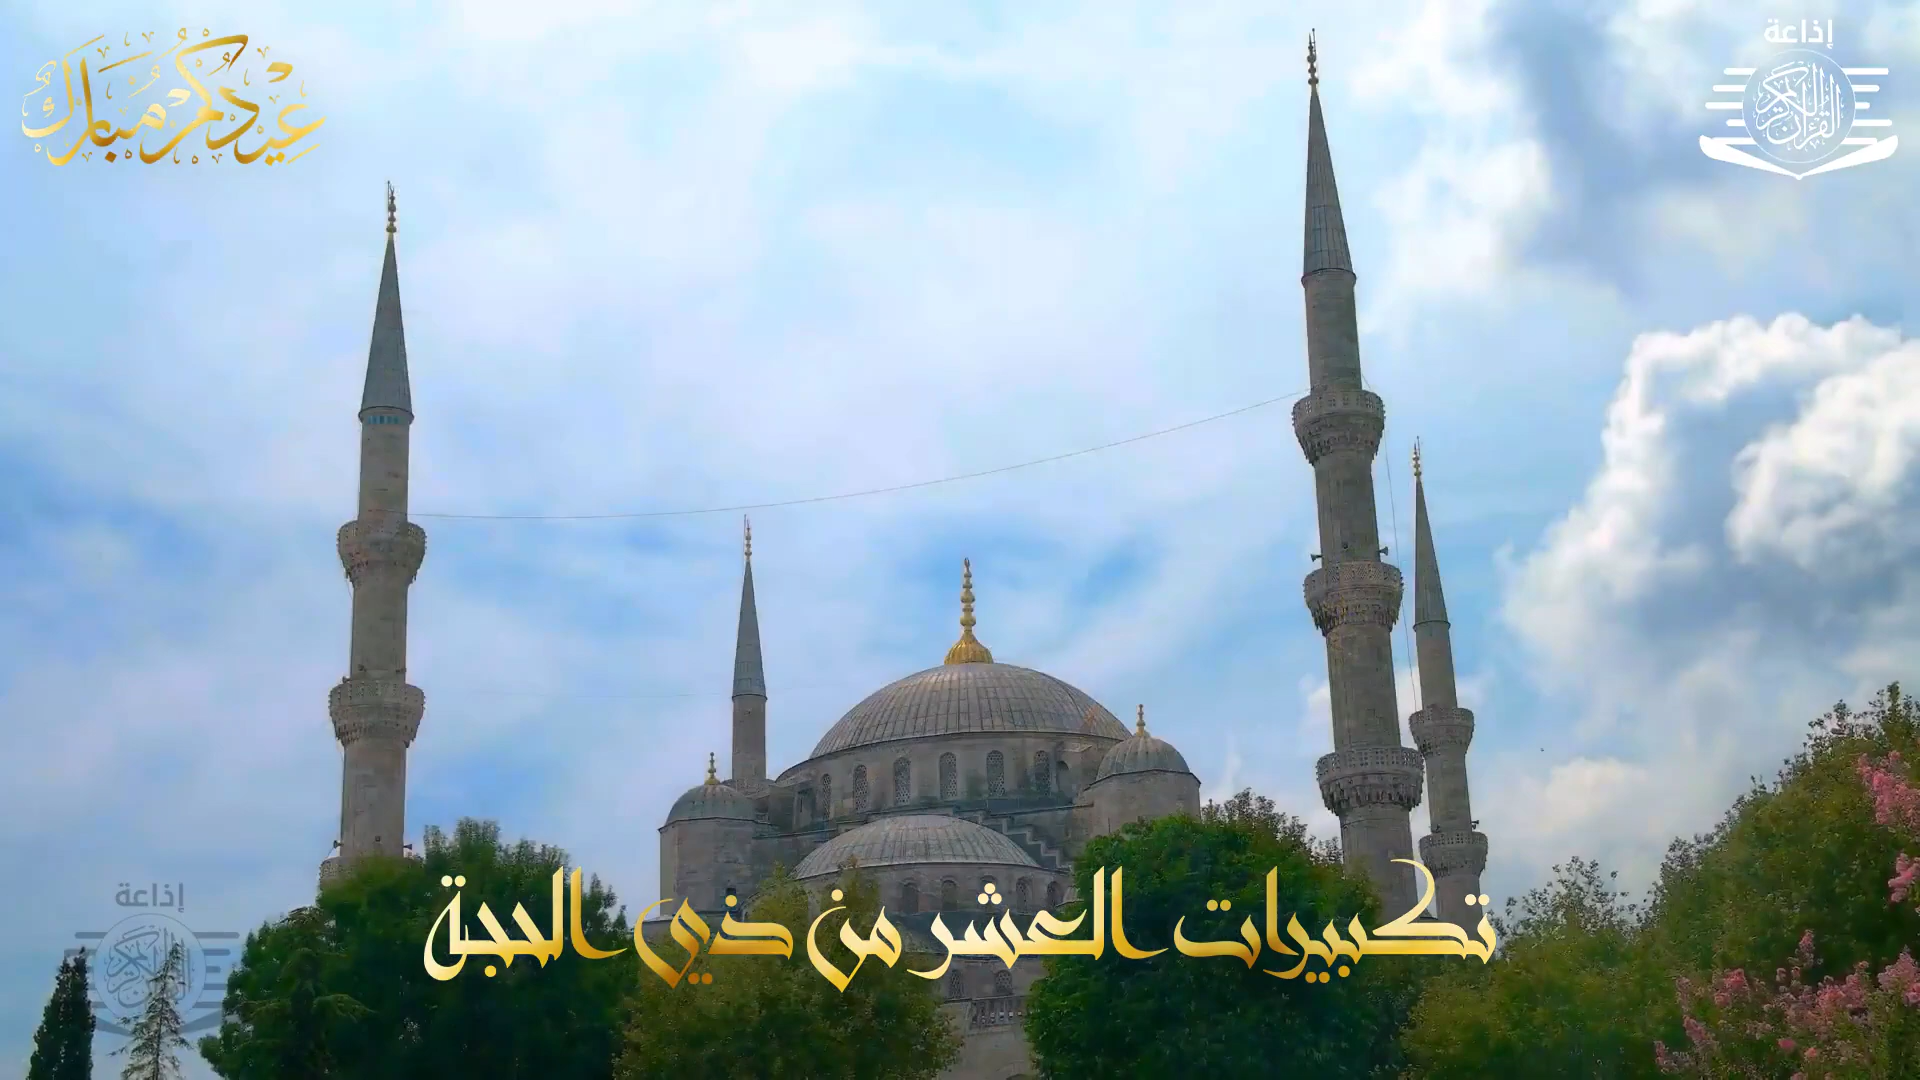 عيدكم مبارك
إذاعة
القرآن الكريم
تكبيرات العشر من ذي الحجة
إذاعة
القرآن الكريم